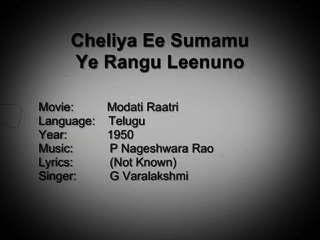 Cheliya Ee Sumamu
Ye Rangu Leenuno
Movie: Modati Raatri
Language: Telugu
Year: 1950
Music: P Nageshwara Rao
Lyrics: (Not Known)
Singer: G Varalakshmi